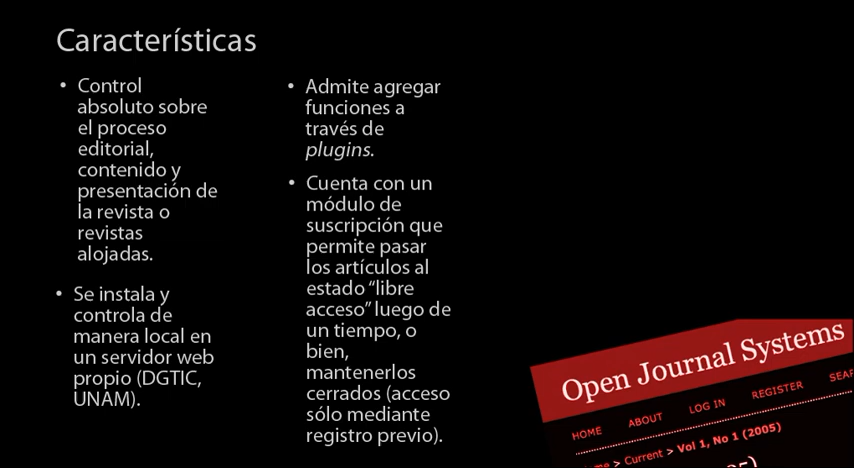 Características
• Control
absoluto sobre
el proceso
editorial,
contenido y
presentación de
la revista o
revistas
alojadas.
• Se instala y
controla de
manera local en
un servidor web
propio (DGTIC,
UNAM).
• Admite agregar
funciones a
través de
plugins.
• Cuenta con un
módulo de
suscripción que
permite pasar
los artículos al
estado “libre
acceso” luego de
un tiempo, o
bien,
mantenerlos
cerrados (acceso
sólo mediante
registro previo).
Open Journal Systems
HOME ABOUT LOG IN REGISTER
> Current > Vol 1, No 1 (2005)